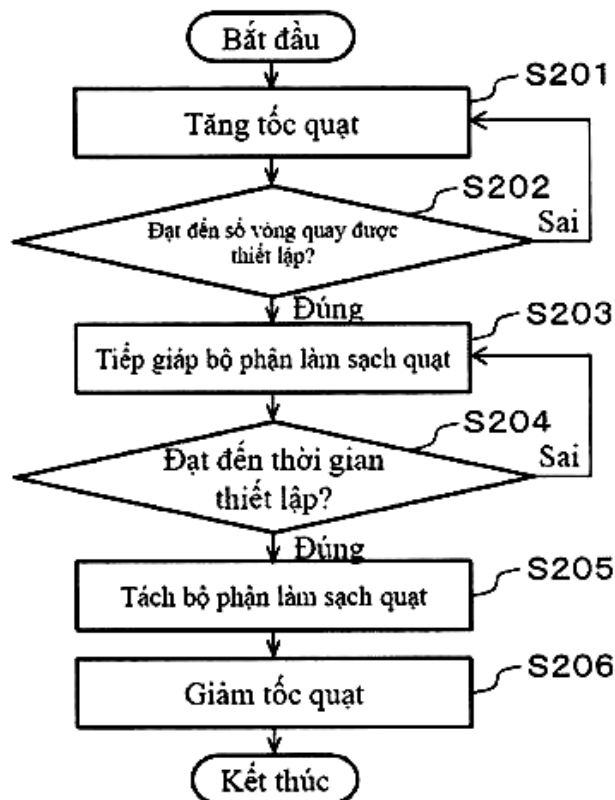 Bắt đầu
S201
Tăng tốc quạt
S202
Đạt đến số vòng quay được
thiết lập?
Sai
Đúng
S203
Tiếp giáp bộ phận làm sạch quạt
S204
Đạt đến thời gian
thiết lập?
Sai
Đúng
S205
Tách bộ phận làm sạch quạt
S206
Giảm tốc quạt
Kết thúc